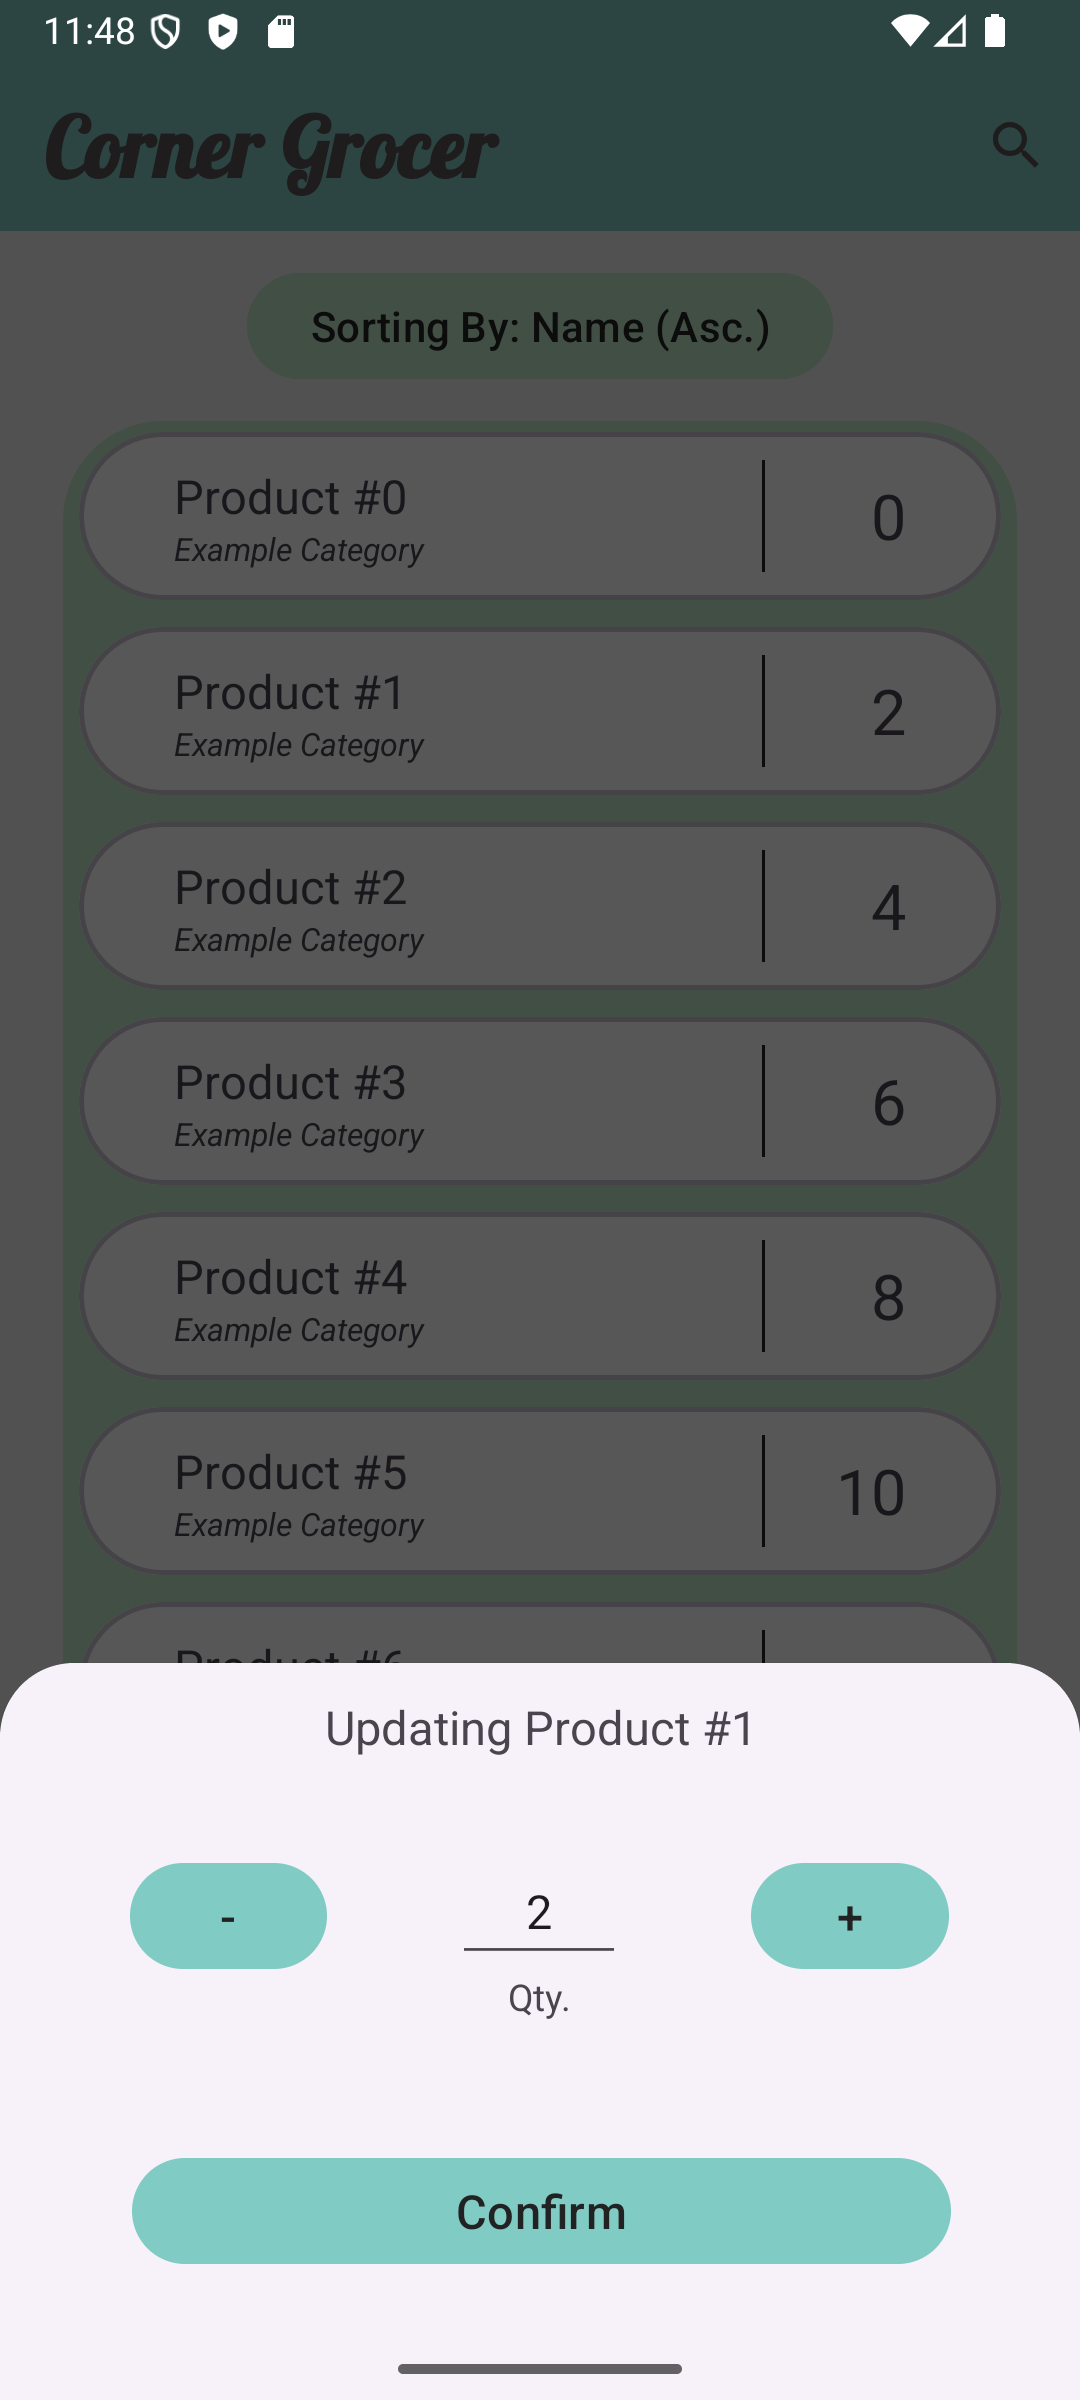 11:48
Corner Grocer
Sorting By: Name (Asc.)
Product #0
Example Category
0
Product #1
Example Category
2
Product #2
Example Category
4
Product #3
Example Category
6
Product #4
Example Category
8
Product #5
Example Category
10
Product #6
Updating Product #1
-
2
+
Qty.
Confirm